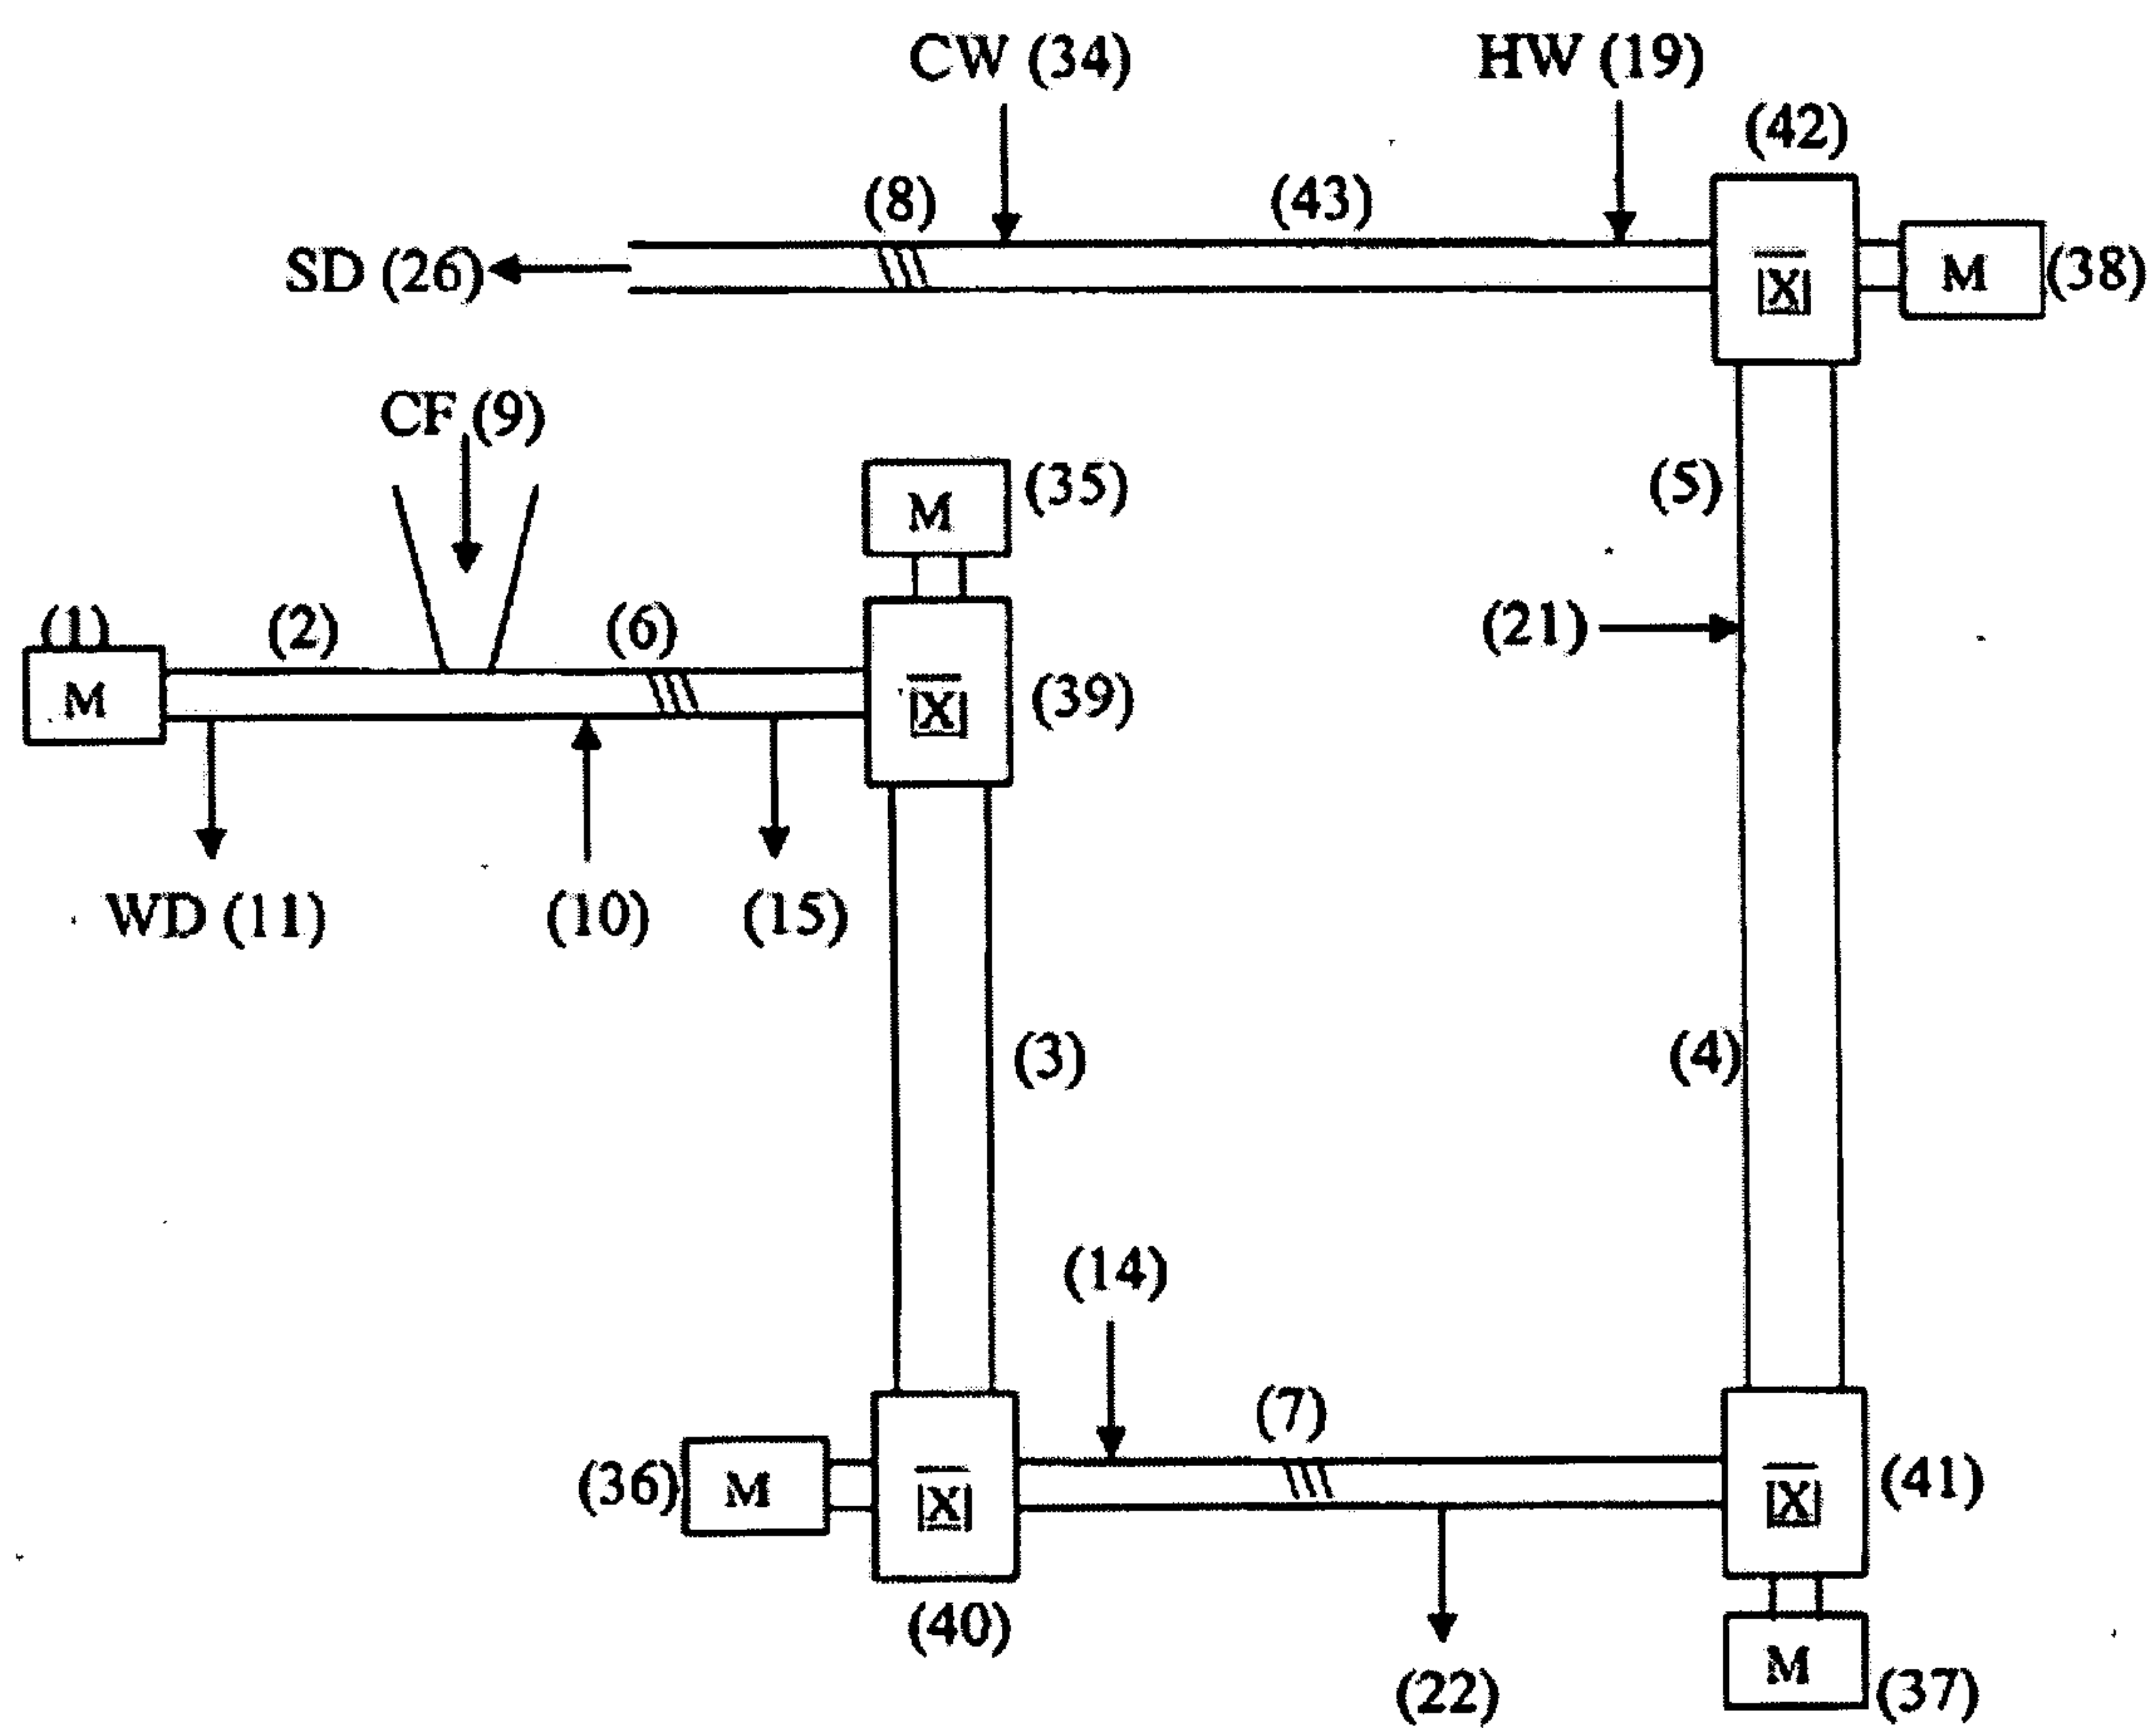 CW (34)
HW (19)
(42)
(8)
(43)
SD (26)
X
M
(38)
CF (9)
M
(35)
(5)
(1)
(2)
(6)
(21)
M
X
(39)
WD (11)
(10)
(15)
(3)
(4)
(14)
(7)
(36)
M
X
X
(41)
(40)
M
(22)
(37)